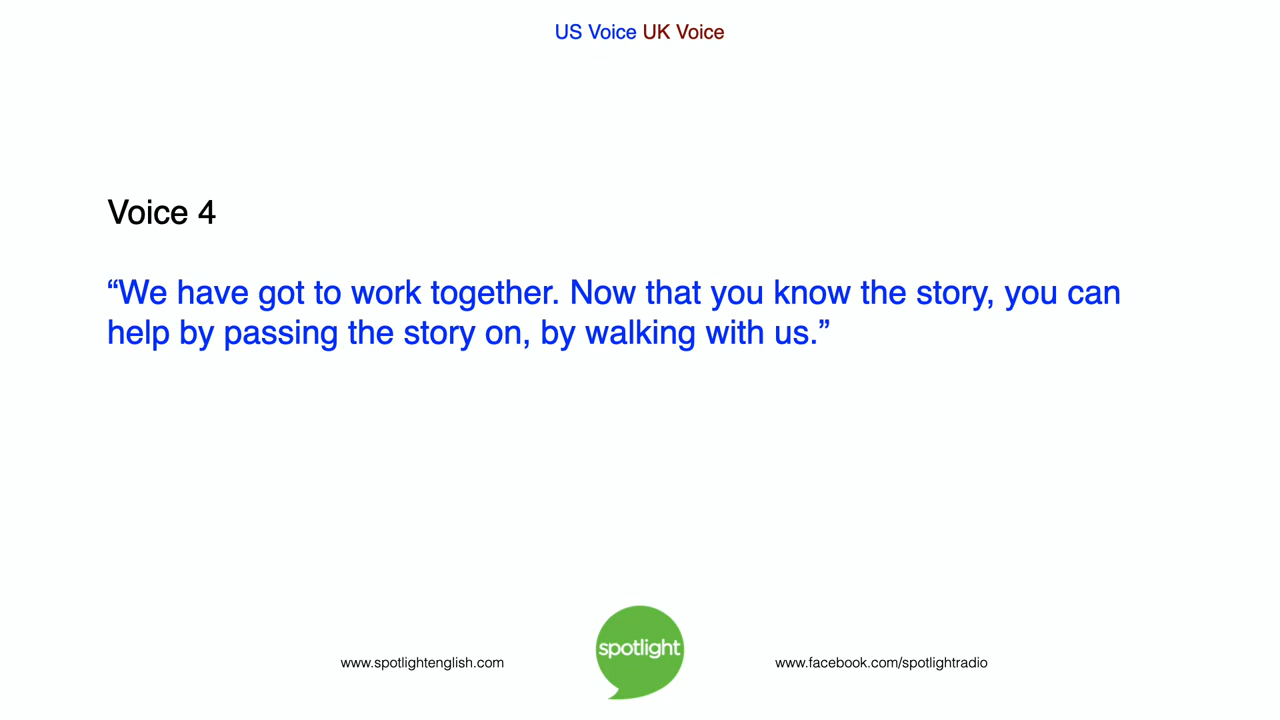 US Voice UK Voice
Voice 4
“We have got to work together. Now that you know the story, you can
help by passing the story on, by walking with us.”
www.spotlightenglish.com
spotlight
www.facebook.com/spotlightradio